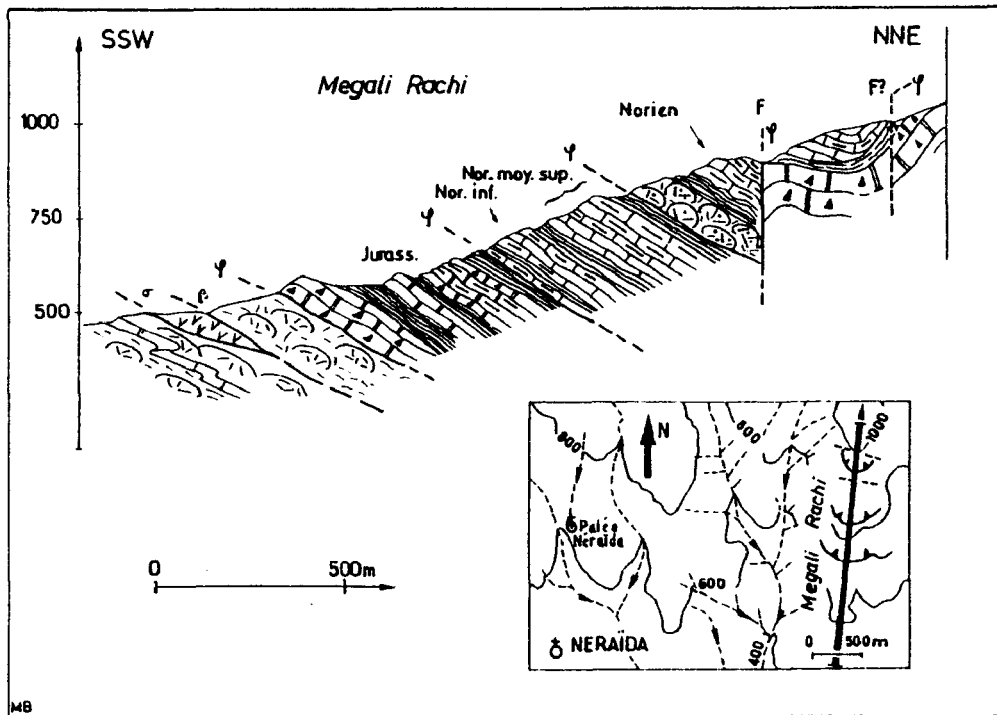 SSW
NNE
Megali Rachi
1000
750
500
Norien
F
φ
F?
φ
φ
Nor. moy. sup.
Nor. inf.
φ
Jurass.
φ
σ
β
0 500m
N
800
800
1000
Paléo
Neraida
Megali Rachi
600
400
0 500m
NERAIDA
MB